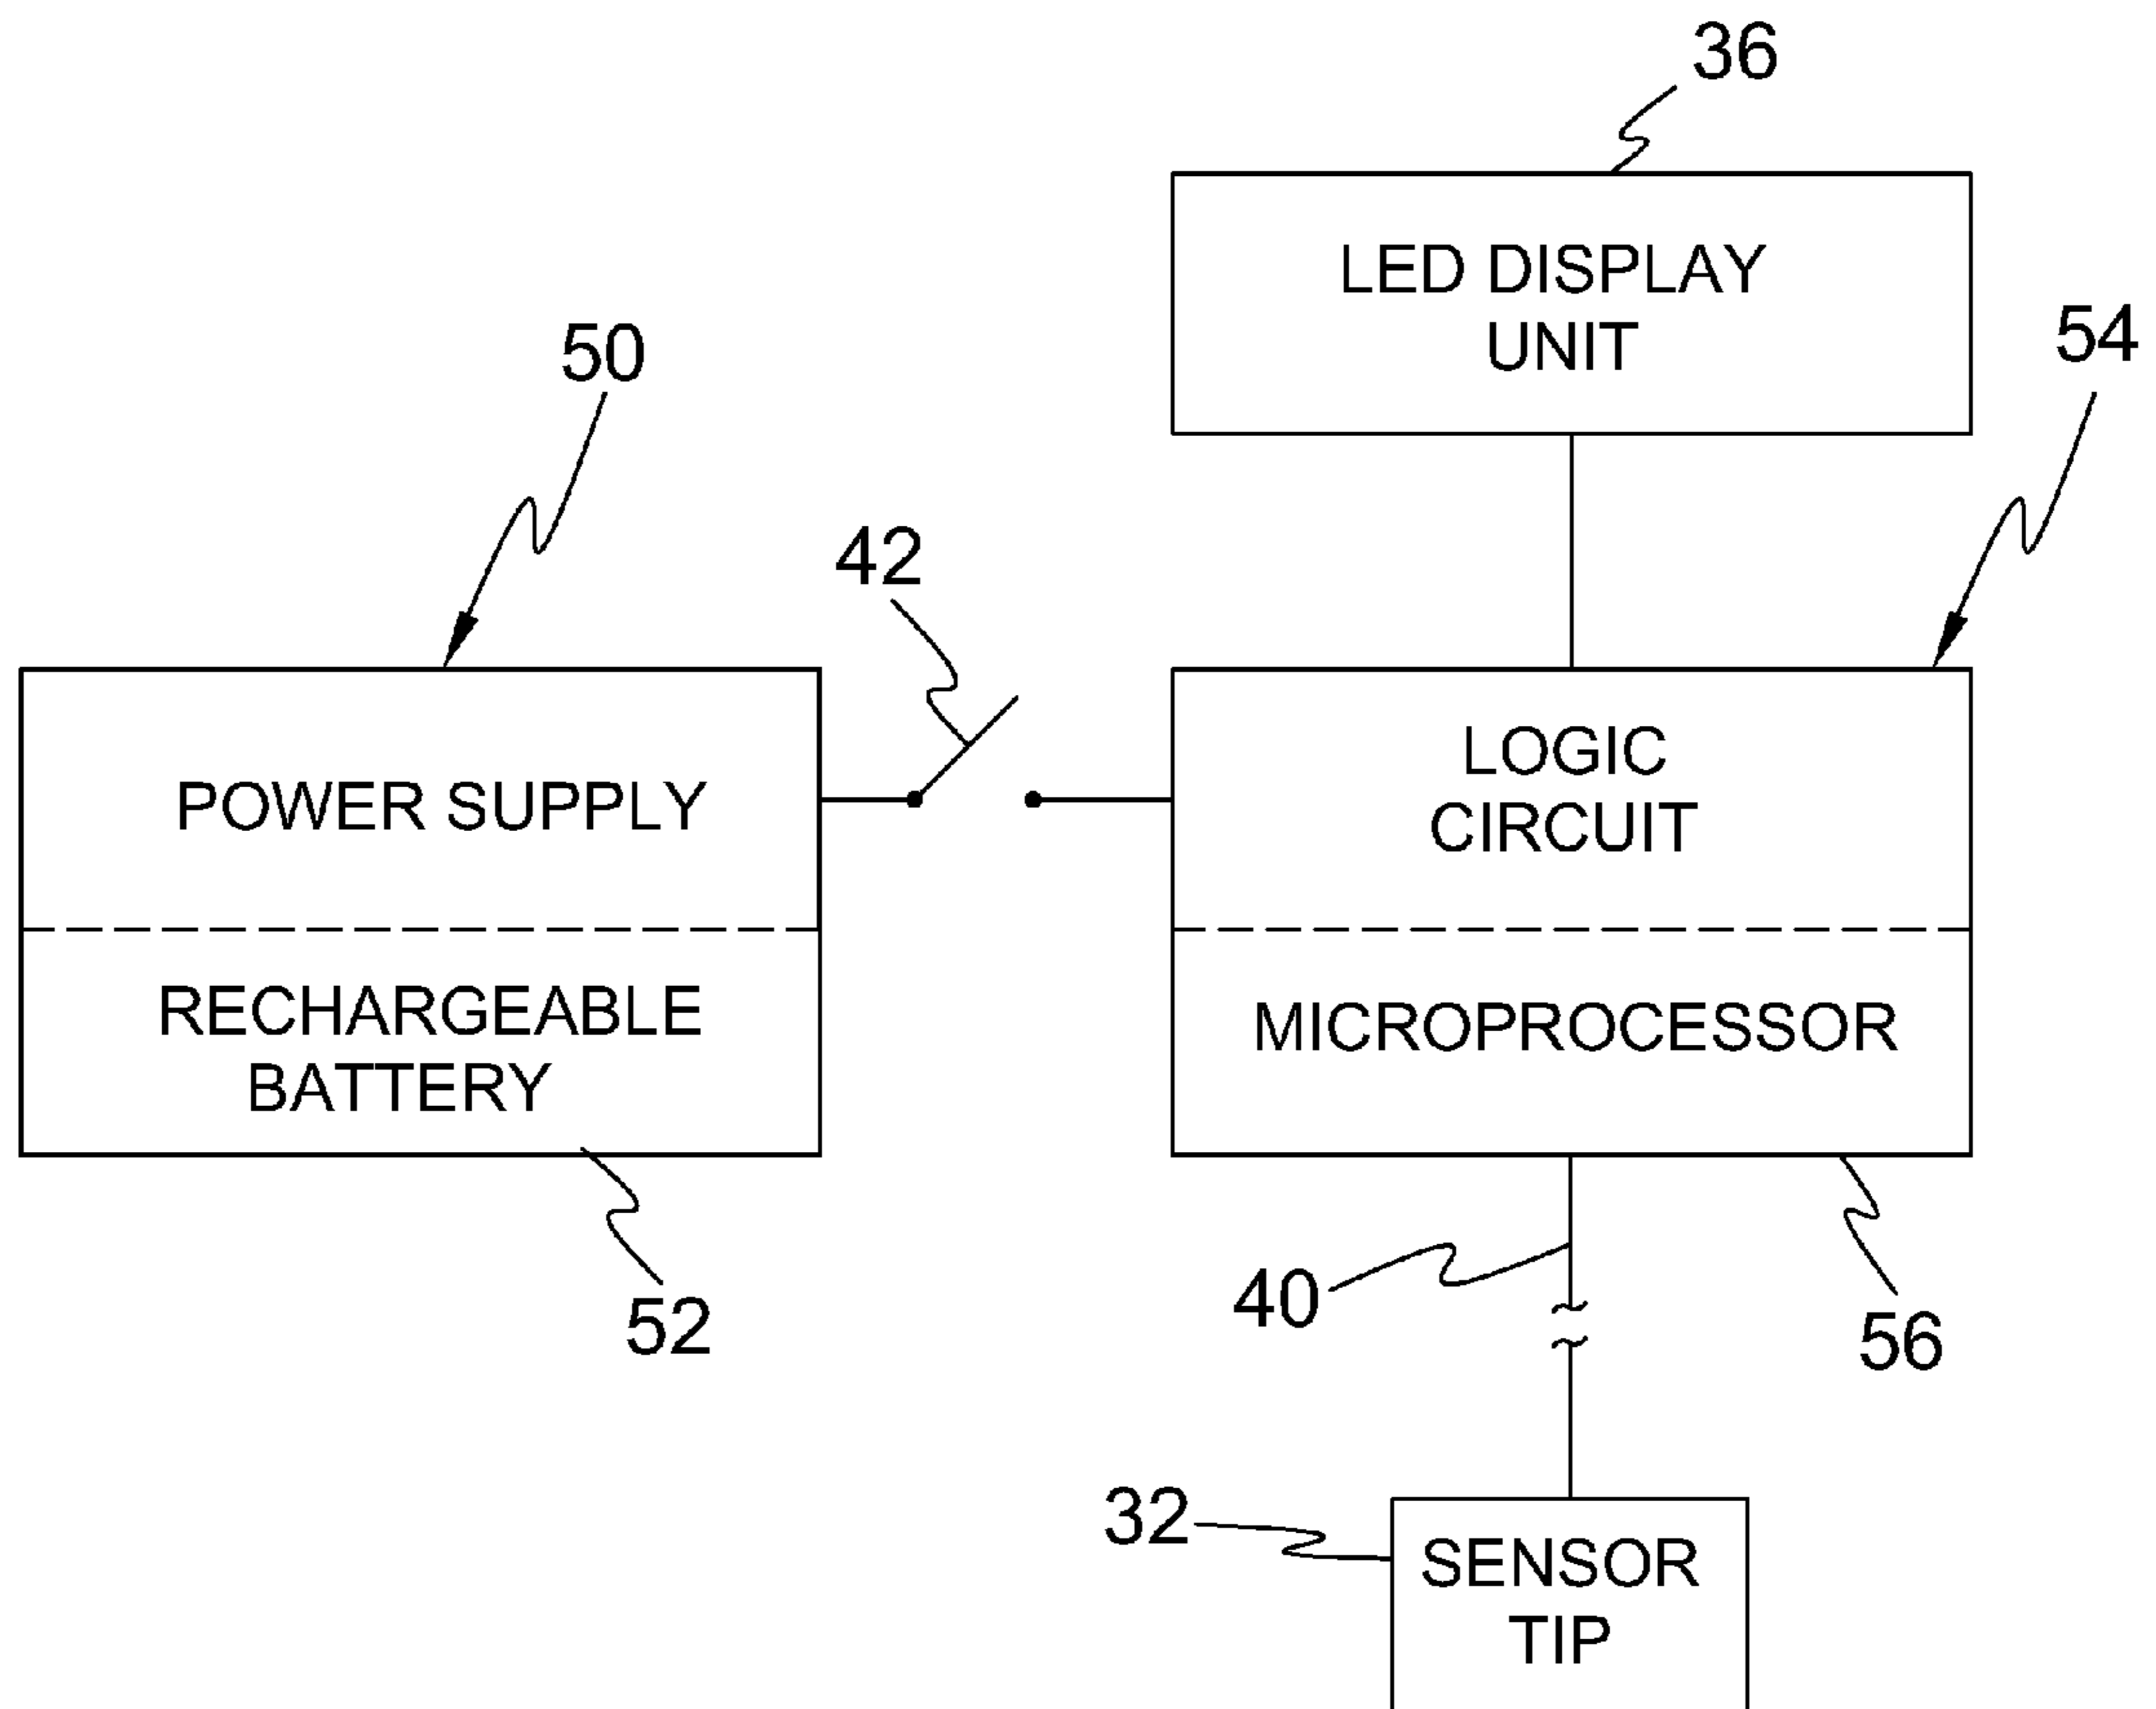 36
LED DISPLAY
UNIT
54
50
42
POWER SUPPLY
LOGIC
CIRCUIT
RECHARGEABLE
BATTERY
MICROPROCESSOR
52
40
56
32
SENSOR
TIP